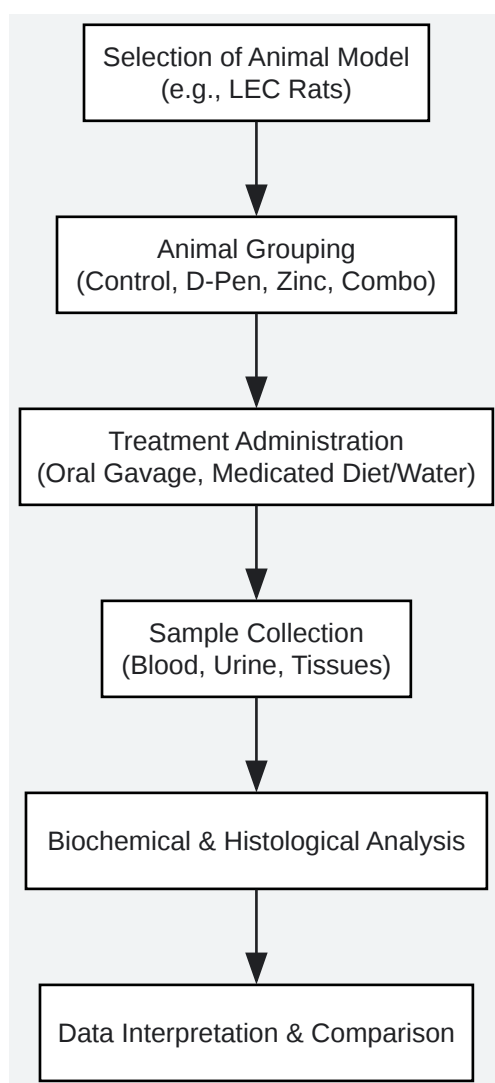 Selection of Animal Model
(e.g., LEC Rats)
Animal Grouping
(Control, D-Pen, Zinc, Combo)
Treatment Administration
(Oral Gavage, Medicated Diet/Water)
Sample Collection
(Blood, Urine, Tissues)
Biochemical & Histological Analysis
Data Interpretation & Comparison